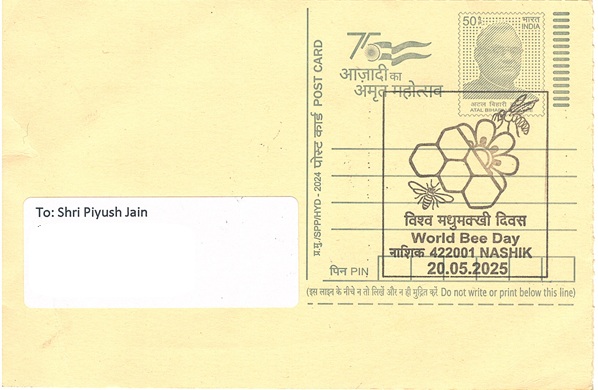 To: Shri Piyush Jain
प्र.मु./SPP/HYD - 2024 पोस्ट कार्ड POST CARD
75
आज़ादी का
अमृत महोत्सव
50
भारत
INDIA
अटल बिहारी
ATAL BIHARI
विश्व मधुमक्खी दिवस
World Bee Day
नाशिक 422001 NASHIK
20.05.2025
पिन PIN
(इस लाइन के नीचे न तो लिखें और न ही मुद्रित करें Do not write or print below this line)